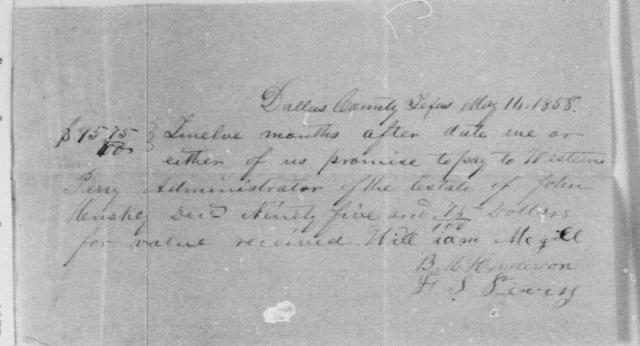 Dallas County Texas May 14. 1858.
$95 75/100 } Twelve months after date we or
either of us promise to pay to Western
Perry Administrator of the Estate of John
Decd Ninety five and 75/100 Dollars
for value received. William Mcgill
B. M. Henderson